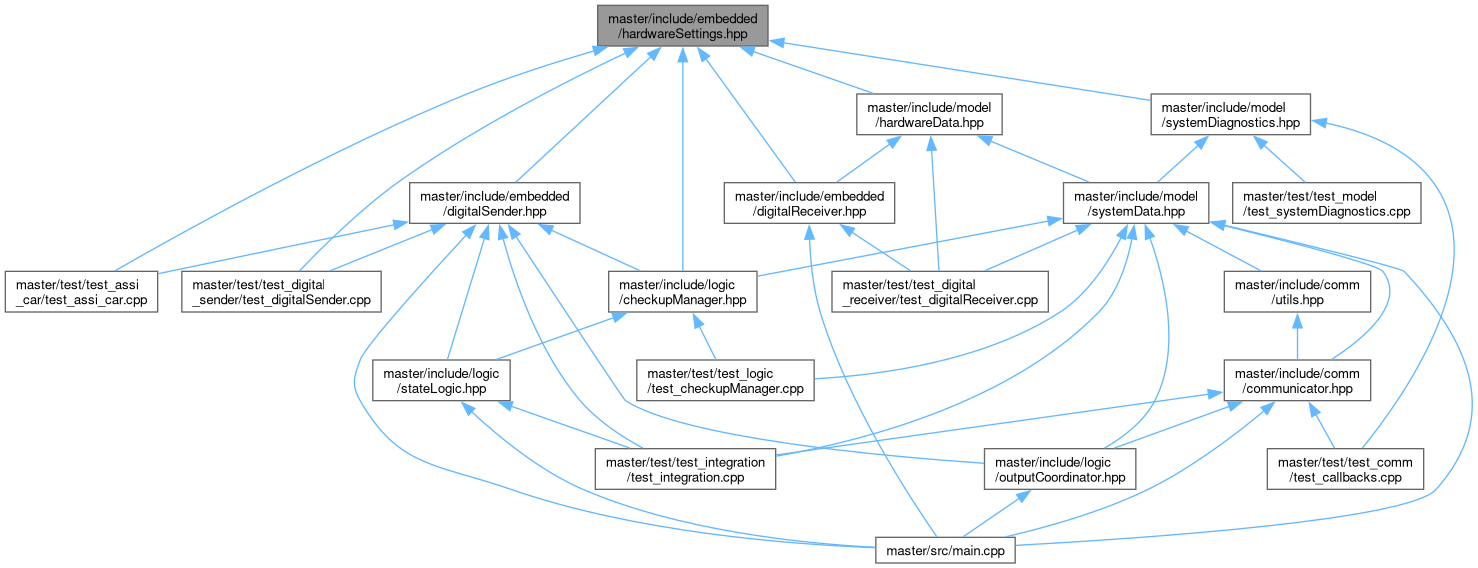 master/include/embedded
/hardwareSettings.hpp
master/include/model
/hardwareData.hpp
master/include/model
/systemDiagnostics.hpp
master/include/embedded
/digitalSender.hpp
master/include/embedded
/digitalReceiver.hpp
master/include/model
/systemData.hpp
master/test/test_model
/test_systemDiagnostics.cpp
master/test/test_assi
_car/test_assi_car.cpp
master/test/test_digital
_sender/test_digitalSender.cpp
master/include/logic
/checkupManager.hpp
master/test/test_digital
_receiver/test_digitalReceiver.cpp
master/include/comm
/utils.hpp
master/include/logic
/stateLogic.hpp
master/test/test_logic
/test_checkupManager.cpp
master/include/comm
/communicator.hpp
master/test/test_integration
/test_integration.cpp
master/include/logic
/outputCoordinator.hpp
master/test/test_comm
/test_callbacks.cpp
master/src/main.cpp